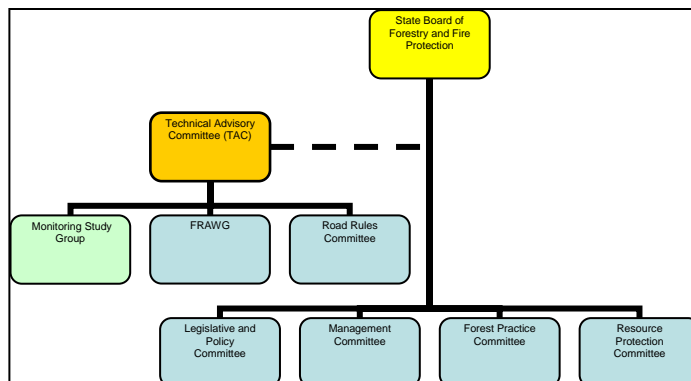 State Board of
Forestry and Fire
Protection
Technical Advisory
Committee (TAC)
Monitoring Study
Group
FRAWG
Road Rules
Committee
Legislative and
Policy
Committee
Management
Committee
Forest Practice
Committee
Resource
Protection
Committee